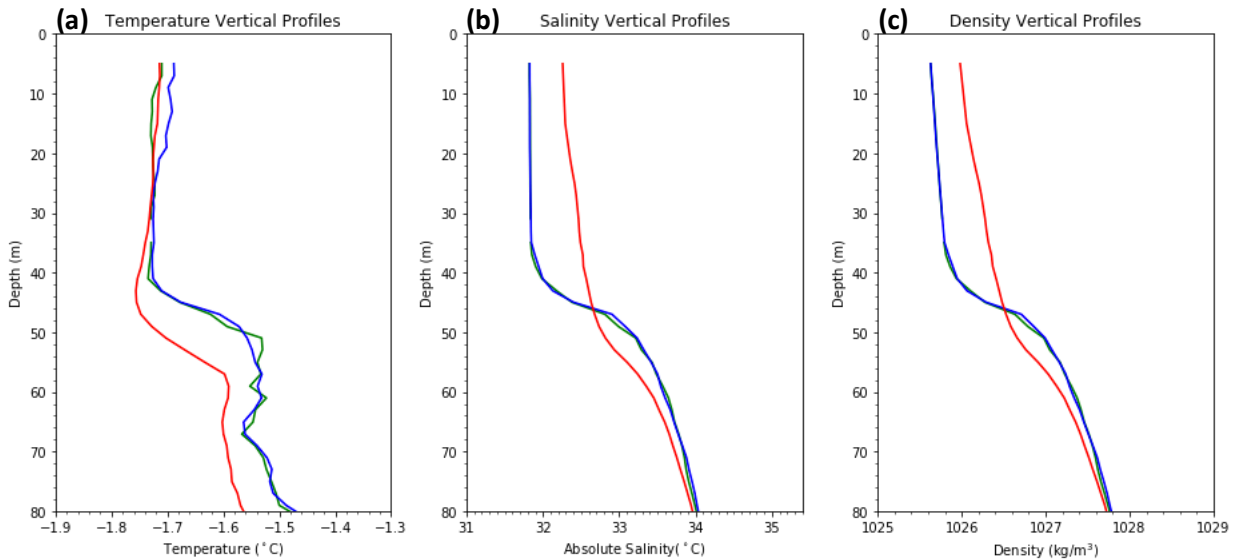 (a) Temperature Vertical Profiles
0
10
20
30
40
50
60
70
80
Depth (m)
−1.9 −1.8 −1.7 −1.6 −1.5 −1.4 −1.3
Temperature (˚C)
(b) Salinity Vertical Profiles
0
10
20
30
40
50
60
70
80
Depth (m)
31 32 33 34 35
Absolute Salinity(˚C)
(c) Density Vertical Profiles
0
10
20
30
40
50
60
70
80
Depth (m)
1025 1026 1027 1028 1029
Density (kg/m³)